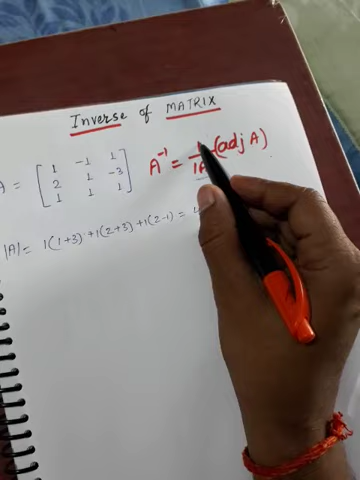 Inverse of MATRIX
A = [ 1 -1 1
2 1 -3
1 1 1 ]
A⁻¹ = 1/|A| (adj A)
|A| = 1(1+3) +1(2+3) +1(2-1) =